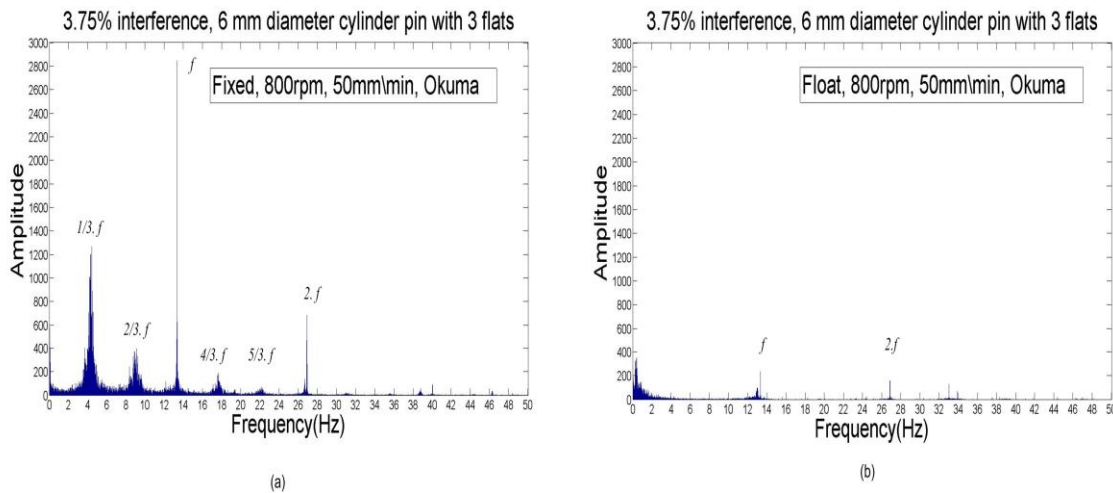 3.75% interference, 6 mm diameter cylinder pin with 3 flats
Fixed, 800rpm, 50mm\min, Okuma
Amplitude
3000
2800
2600
2400
2200
2000
1800
1600
1400
1200
1000
800
600
400
200
0
f
1/3. f
2/3. f
4/3. f
5/3. f
2. f
0 2 4 6 8 10 12 14 16 18 20 22 24 26 28 30 32 34 36 38 40 42 44 46 48 50
Frequency(Hz)
(a)
3.75% interference, 6 mm diameter cylinder pin with 3 flats
Float, 800rpm, 50mm\min, Okuma
Amplitude
3000
2800
2600
2400
2200
2000
1800
1600
1400
1200
1000
800
600
400
200
0
f
2.f
0 2 4 6 8 10 12 14 16 18 20 22 24 26 28 30 32 34 36 38 40 42 44 46 48 50
Frequency(Hz)
(b)